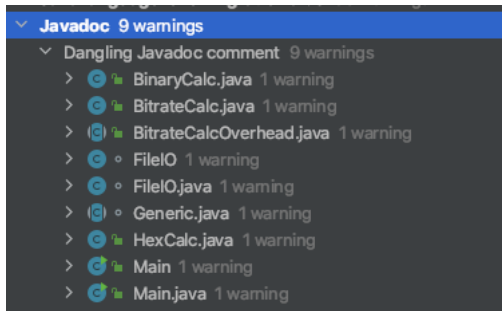 Javadoc 9 warnings
Dangling Javadoc comment 9 warnings
BinaryCalc.java 1 warning
BitrateCalc.java 1 warning
BitrateCalcOverhead.java 1 warning
FileIO 1 warning
FileIO.java 1 warning
Generic.java 1 warning
HexCalc.java 1 warning
Main 1 warning
Main.java 1 warning